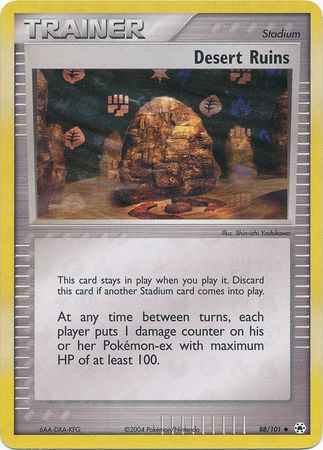 TRAINER
Stadium
Desert Ruins
Illus. Shin-ichi Yoshikawa
This card stays in play when you play it. Discard
this card if another Stadium card comes into play.
At any time between turns, each
player puts 1 damage counter on his
or her Pokémon-ex with maximum
HP of at least 100.
6AA-DXA-KFG
©2004 Pokémon/Nintendo
88/101 ◆